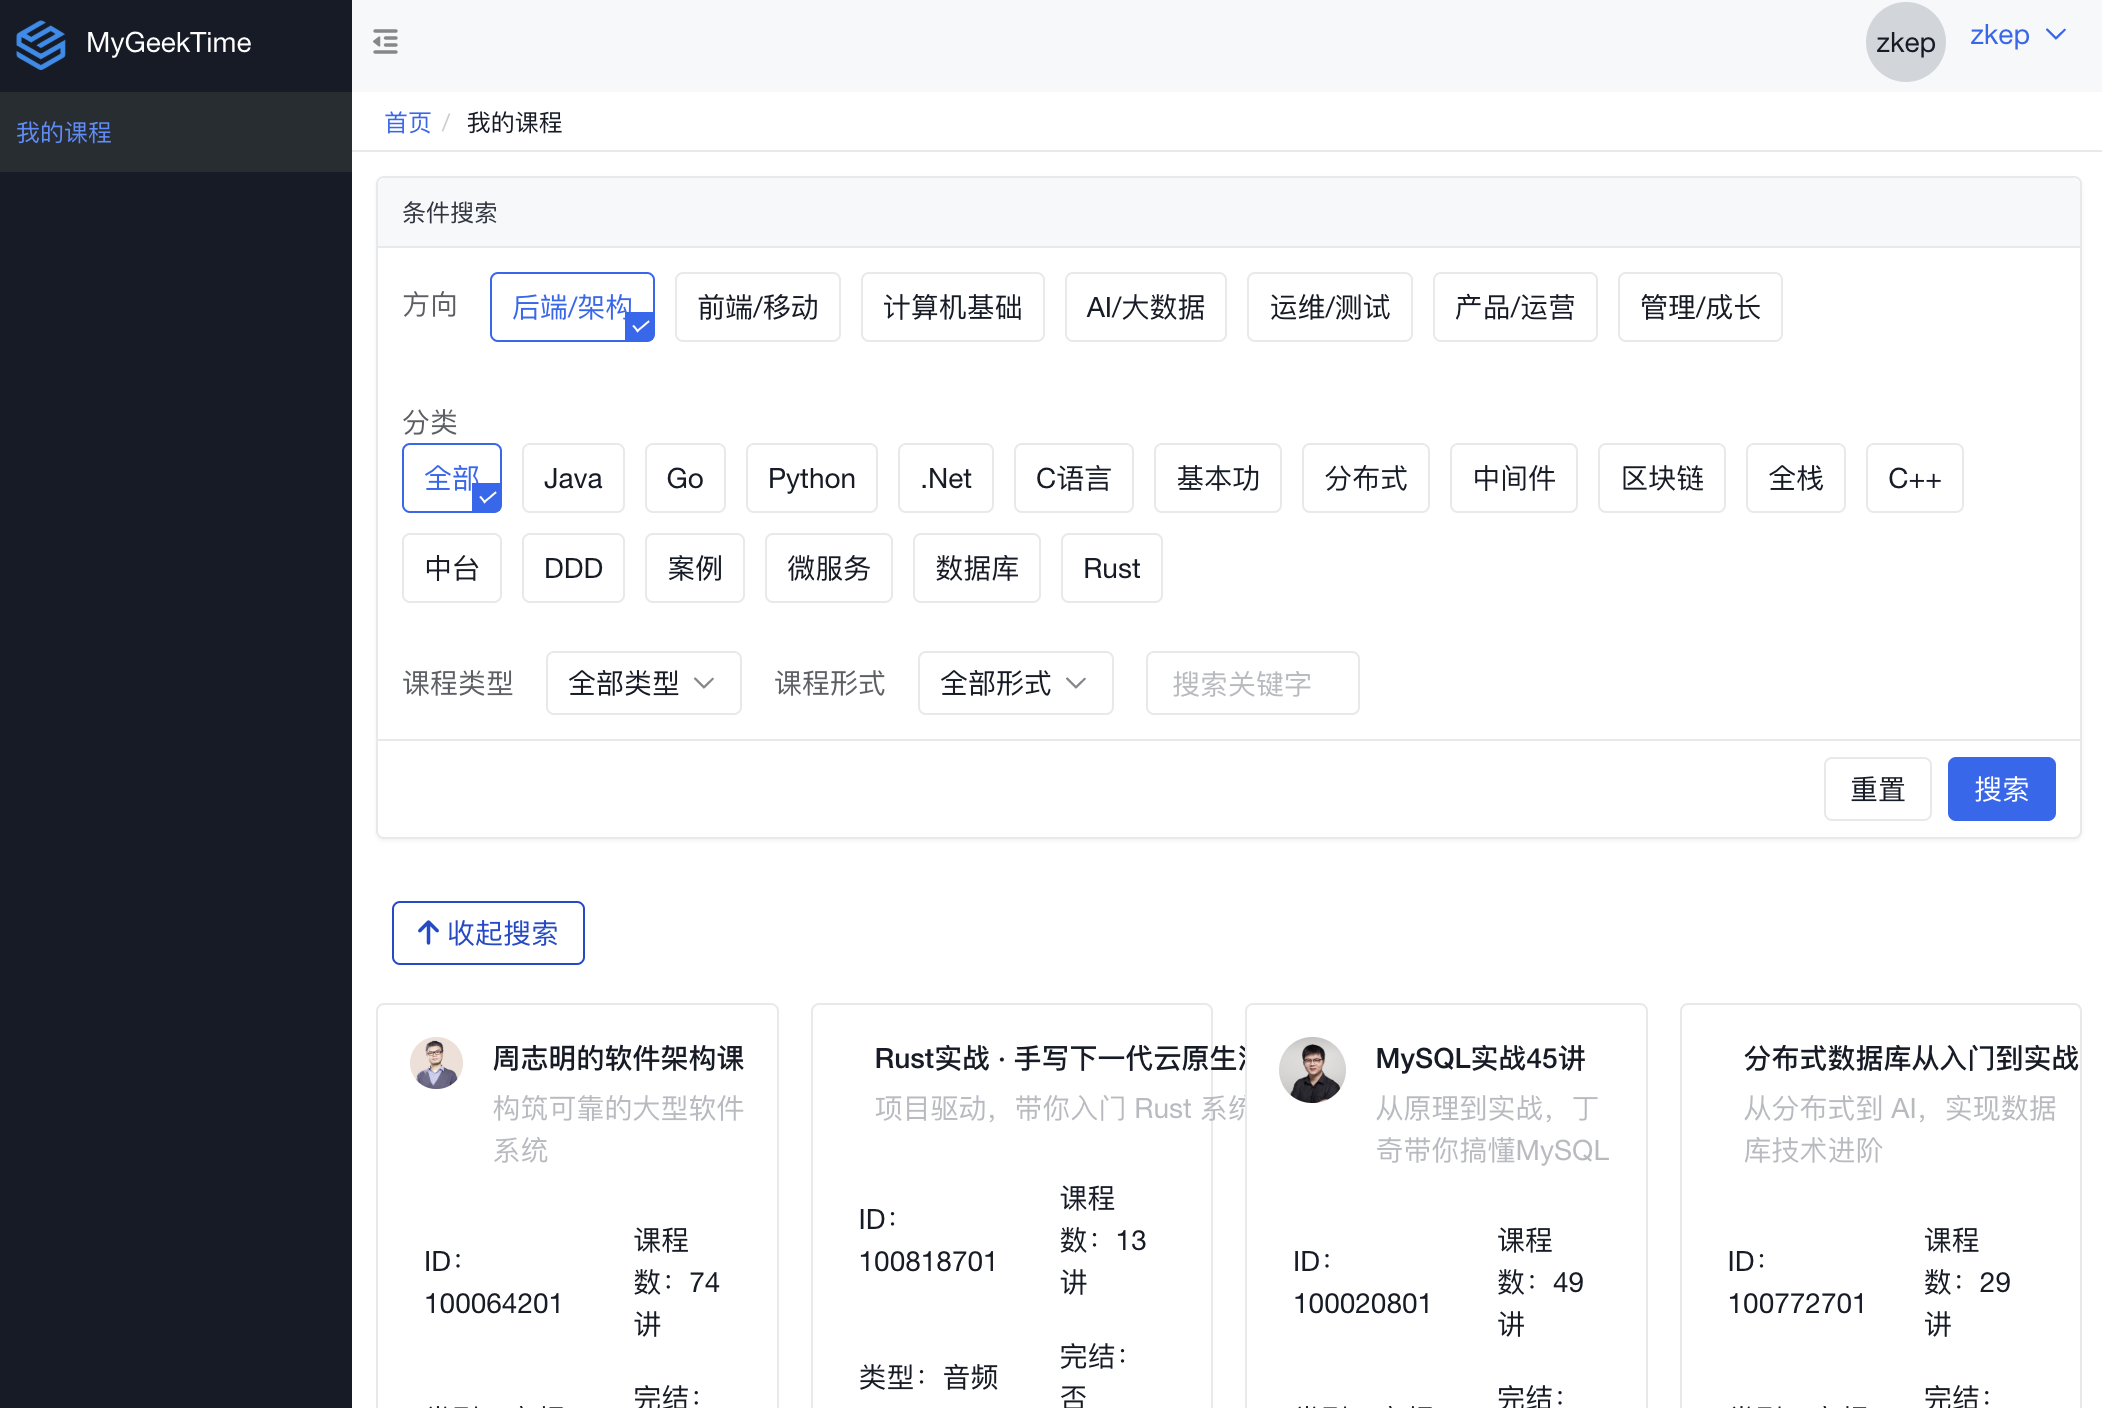 MyGeekTime
zkep
zkep
我的课程
首页 / 我的课程
条件搜索
方向 后端/架构 前端/移动 计算机基础 AI/大数据 运维/测试 产品/运营 管理/成长
分类
全部 Java Go Python .Net C语言 基本功 分布式 中间件 区块链 全栈 C++
中台 DDD 案例 微服务 数据库 Rust
课程类型 全部类型 课程形式 全部形式 搜索关键字
重置 搜索
收起搜索
周志明的软件架构课
构筑可靠的大型软件
系统
ID：
100064201
课程
数：74
讲
完结：
Rust实战 · 手写下一代云原生
项目驱动，带你入门 Rust 系统
ID：
100818701
课程
数：13
讲
类型：音频
完结：
否
MySQL实战45讲
从原理到实战，丁
奇带你搞懂MySQL
ID：
100020801
课程
数：49
讲
完结：
分布式数据库从入门到实战
从分布式到 AI，实现数据
库技术进阶
ID：
100772701
课程
数：29
讲
完结：